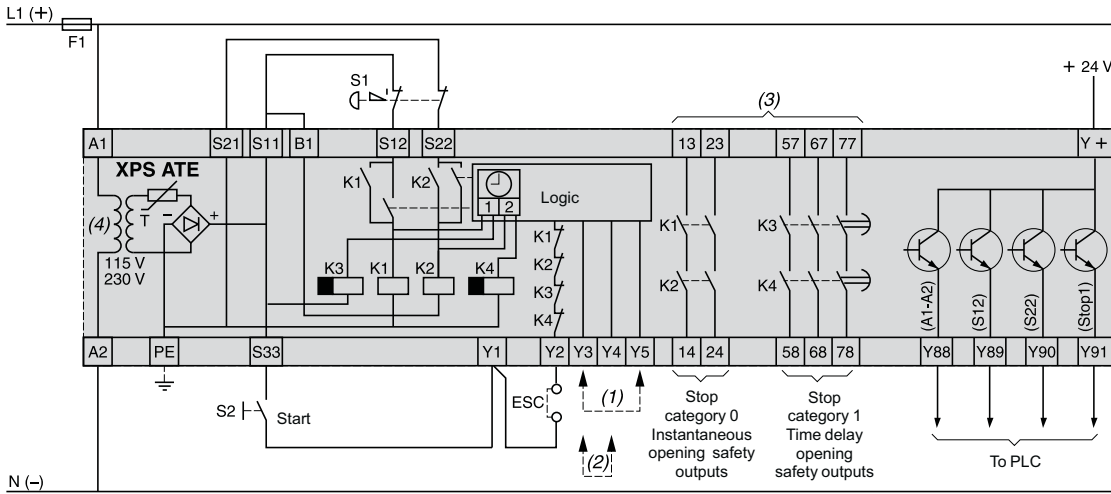 L1 (+)
F1
+ 24 V
S1
(3)
A1 S21 S11 B1 S12 S22 13 23 57 67 77 Y +
XPS ATE
K1 K2 Logic
1 2
(4) T − +
115 V
230 V
K1 K1 K3
K2
K3 K1 K2 K4
K3 K2 K4
K4
(A1-A2) (S12) (S22) (Stop1)
A2 PE S33 Y1 Y2 Y3 Y4 Y5 14 24 58 68 78 Y88 Y89 Y90 Y91
S2 Start
ESC (1)
(2)
Stop
category 0
Instantaneous
opening safety
outputs
Stop
category 1
Time delay
opening
safety outputs
To PLC
N (−)